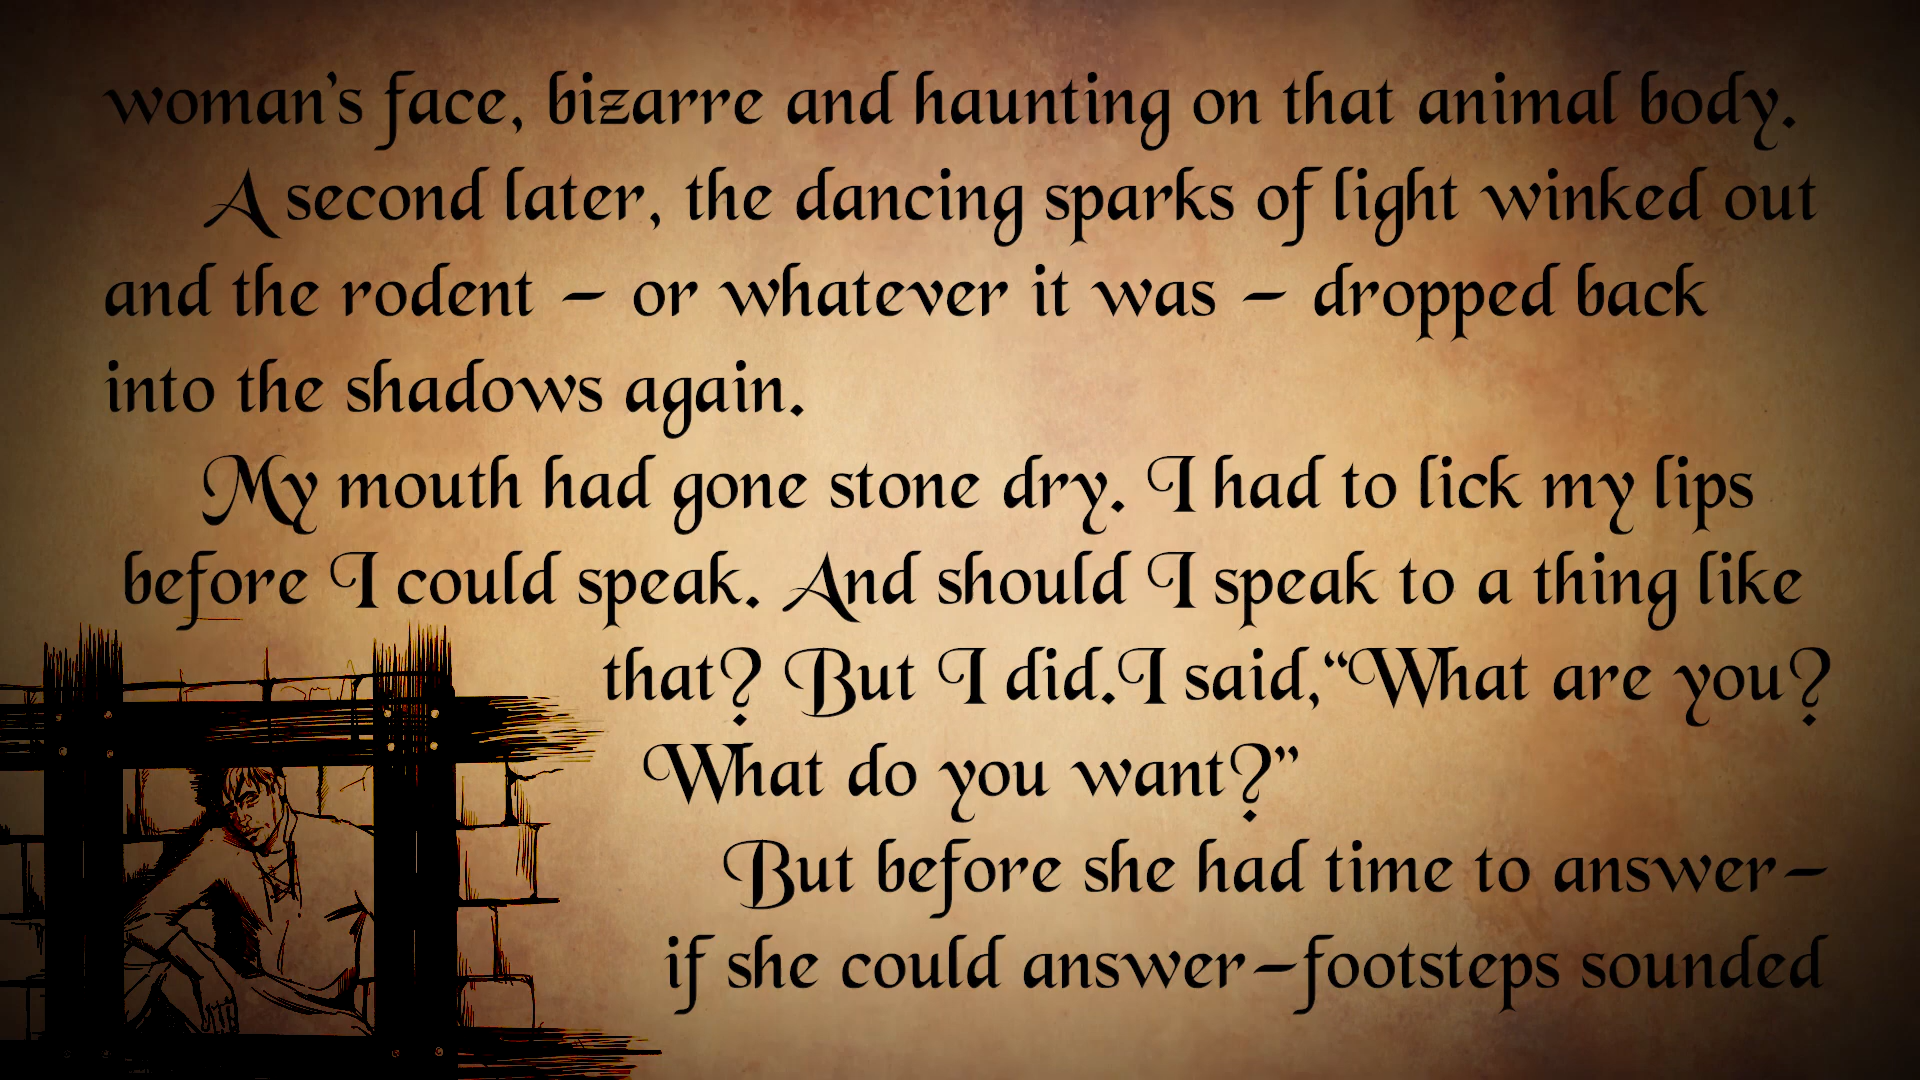 woman's face, bizarre and haunting on that animal body.
A second later, the dancing sparks of light winked out
and the rodent – or whatever it was – dropped back
into the shadows again.
My mouth had gone stone dry. I had to lick my lips
before I could speak. And should I speak to a thing like
that? But I did.I said,“What are you?
What do you want?”
But before she had time to answer–
if she could answer–footsteps sounded